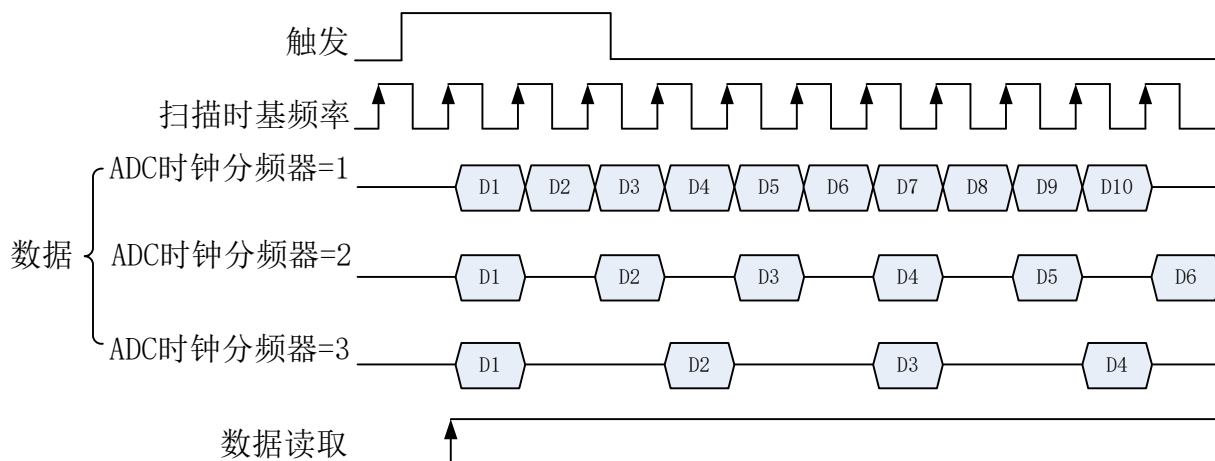 触发
扫描时基频率
ADC时钟分频器=1
D1 D2 D3 D4 D5 D6 D7 D8 D9 D10
数据
ADC时钟分频器=2
D1 D2 D3 D4 D5 D6
ADC时钟分频器=3
D1 D2 D3 D4
数据读取